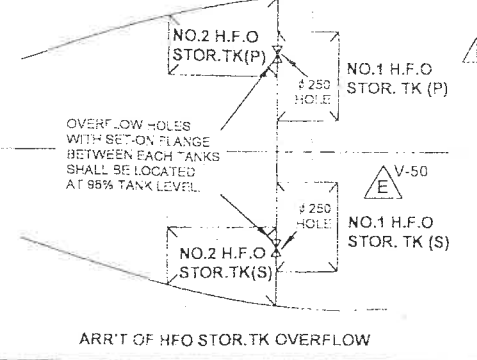 NO.2 H.F.O
STOR.TK(P)
NO.1 H.F.O
STOR. TK (P)
ϕ250
HOLE
OVERFLOW HOLES
WITH SET-ON FLANGE
BETWEEN EACH TANKS
SHALL BE LOCATED
AT 95% TANK LEVEL.
E
V-50
ϕ250
HOLE
NO.1 H.F.O
STOR. TK (S)
NO.2 H.F.O
STOR.TK(S)
ARR'T OF HFO STOR.TK OVERFLOW